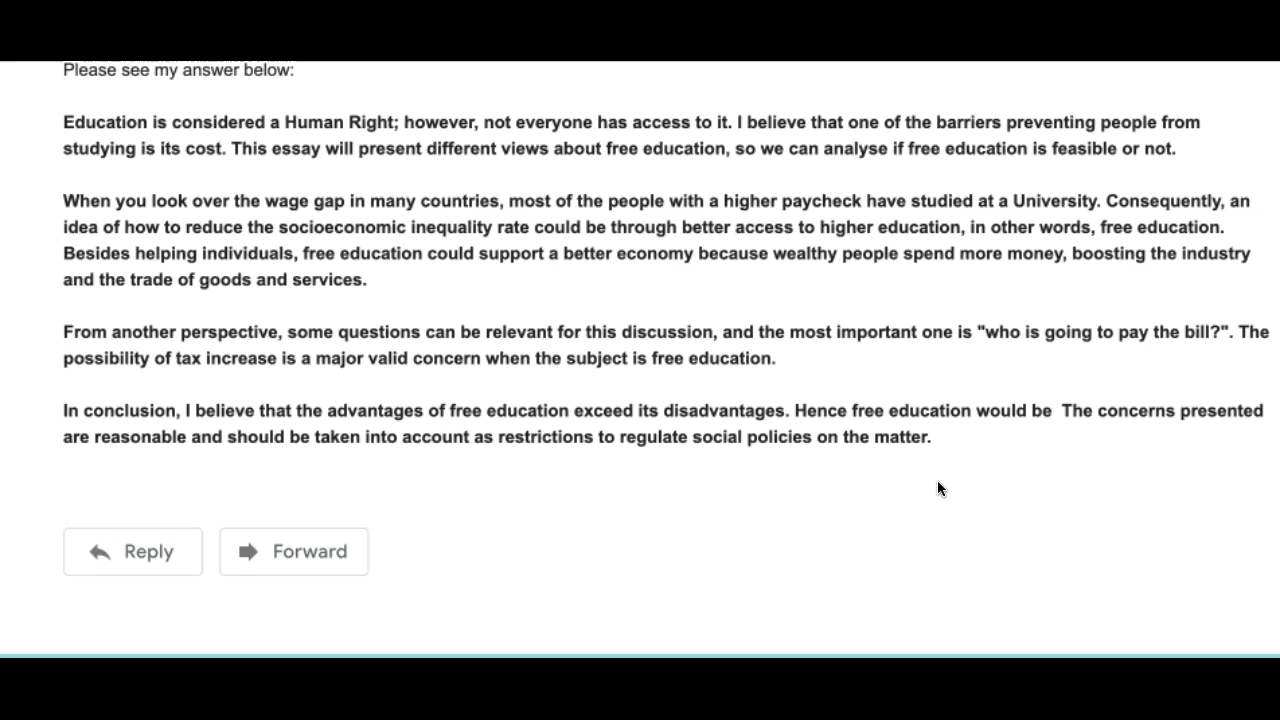 Please see my answer below:
Education is considered a Human Right; however, not everyone has access to it. I believe that one of the barriers preventing people from
studying is its cost. This essay will present different views about free education, so we can analyse if free education is feasible or not.
When you look over the wage gap in many countries, most of the people with a higher paycheck have studied at a University. Consequently, an
idea of how to reduce the socioeconomic inequality rate could be through better access to higher education, in other words, free education.
Besides helping individuals, free education could support a better economy because wealthy people spend more money, boosting the industry
and the trade of goods and services.
From another perspective, some questions can be relevant for this discussion, and the most important one is "who is going to pay the bill?". The
possibility of tax increase is a major valid concern when the subject is free education.
In conclusion, I believe that the advantages of free education exceed its disadvantages. Hence free education would be  The concerns presented
are reasonable and should be taken into account as restrictions to regulate social policies on the matter.
Reply
Forward